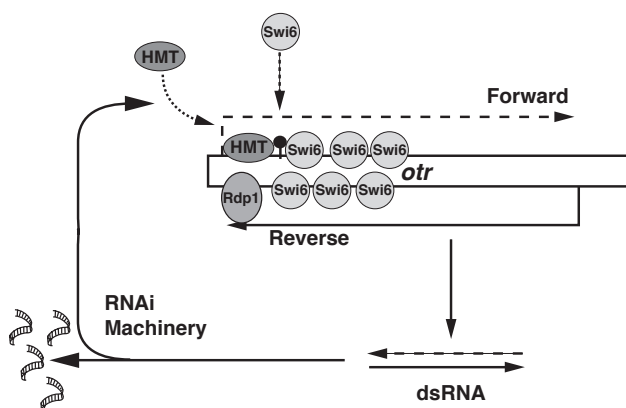 Swi6
HMT
Forward
HMT Swi6 Swi6 Swi6
otr
Rdp1 Swi6 Swi6 Swi6
Reverse
RNAi
Machinery
dsRNA